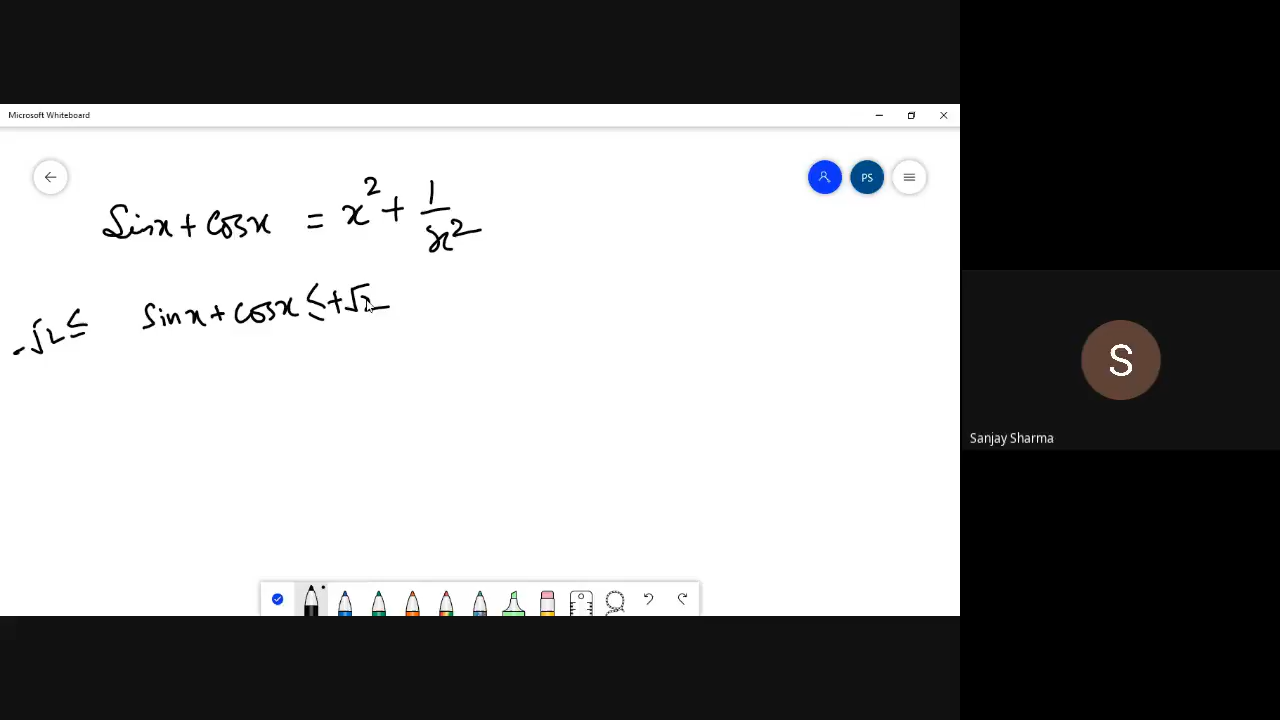 Microsoft Whiteboard
PS
Sinx + cosx = x² + 1/x²
-√2 ≤ sinx + cosx ≤ +√2
S
Sanjay Sharma